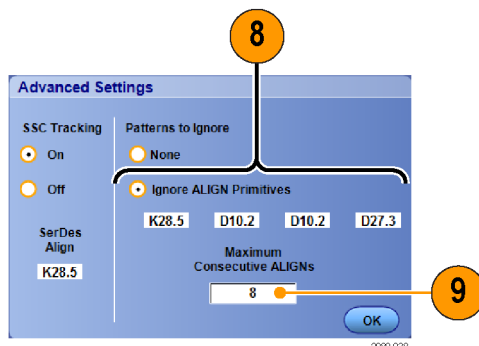 8
Advanced Settings
SSC Tracking
Patterns to Ignore
On
None
Off
Ignore ALIGN Primitives
K28.5 D10.2 D10.2 D27.3
SerDes
Align
K28.5
Maximum
Consecutive ALIGNs
8
9
OK